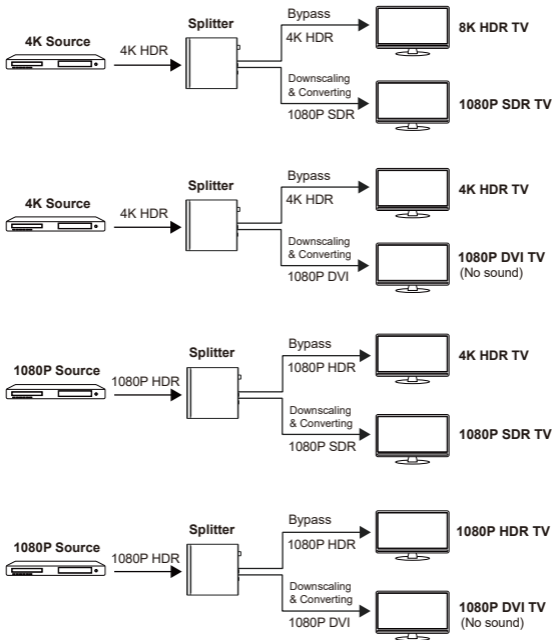 4K Source
4K HDR
Splitter
Bypass
4K HDR
8K HDR TV
Downscaling
& Converting
1080P SDR
1080P SDR TV
4K Source
4K HDR
Splitter
Bypass
4K HDR
4K HDR TV
Downscaling
& Converting
1080P DVI
1080P DVI TV
(No sound)
1080P Source
1080P HDR
Splitter
Bypass
1080P HDR
4K HDR TV
Downscaling
& Converting
1080P SDR
1080P SDR TV
1080P Source
1080P HDR
Splitter
Bypass
1080P HDR
1080P HDR TV
Downscaling
& Converting
1080P DVI
1080P DVI TV
(No sound)